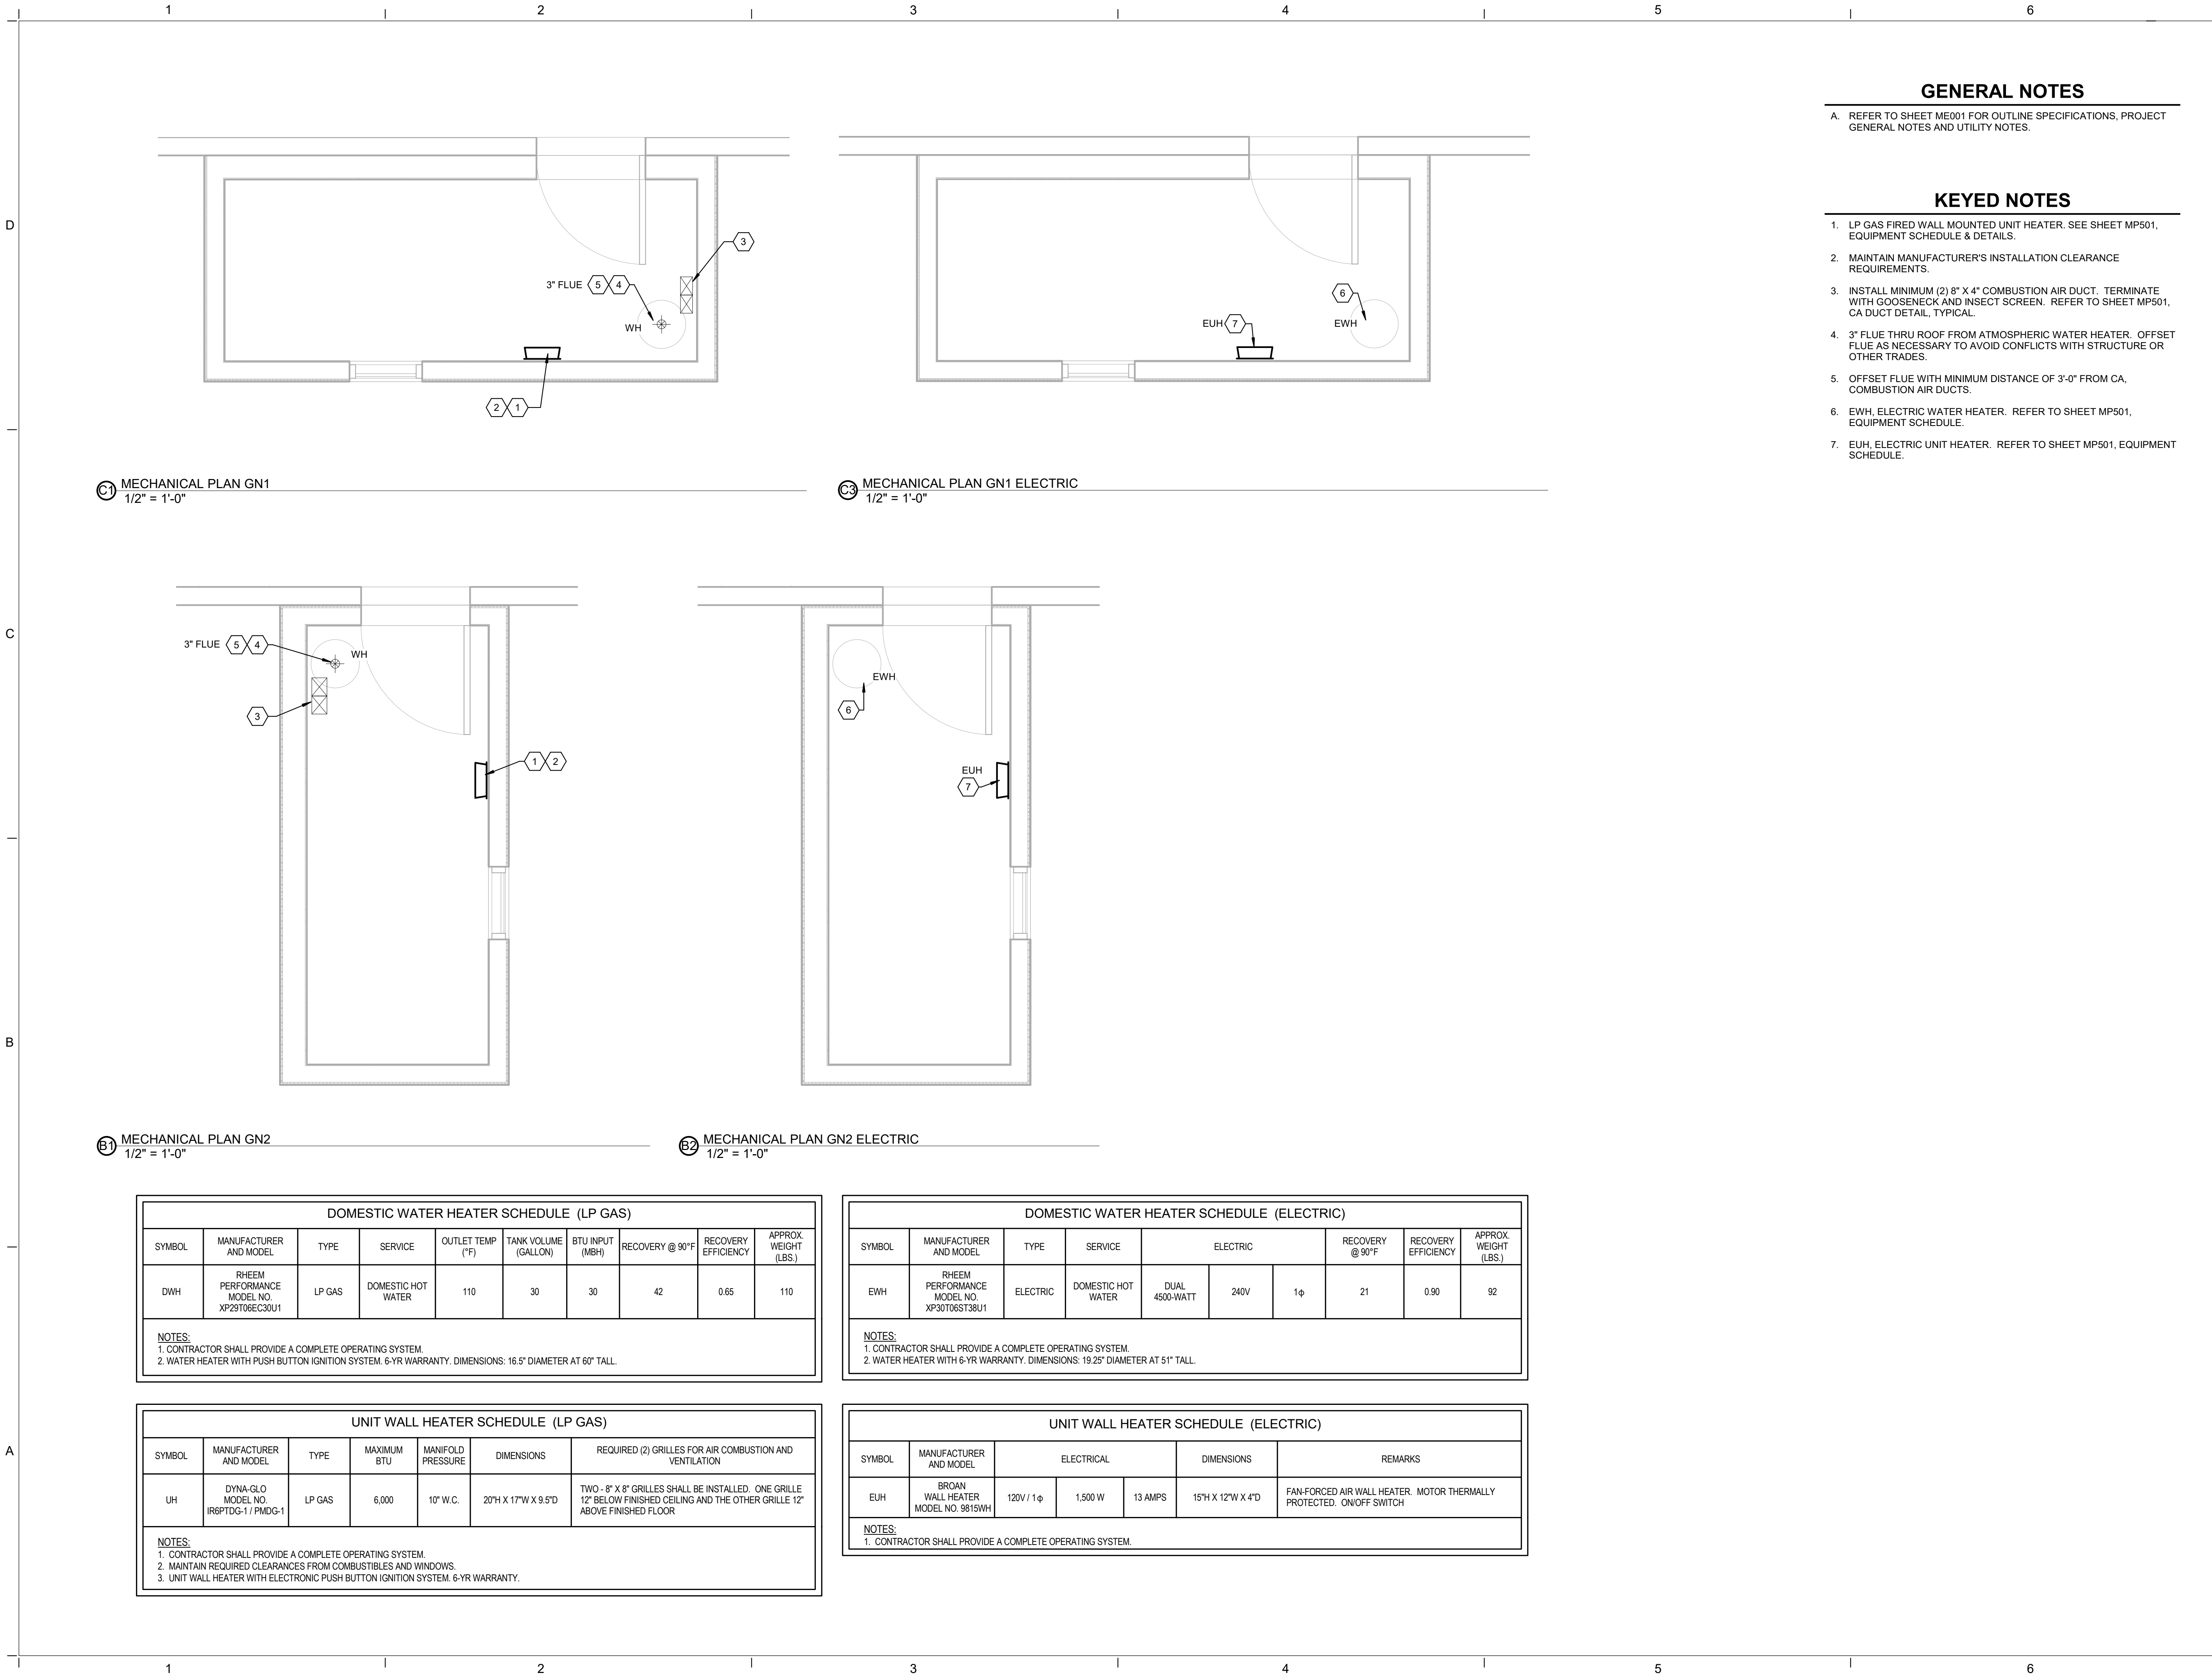 1 2 3 4 5 6
GENERAL NOTES
A. REFER TO SHEET ME001 FOR OUTLINE SPECIFICATIONS, PROJECT
GENERAL NOTES AND UTILITY NOTES.
KEYED NOTES
1. LP GAS FIRED WALL MOUNTED UNIT HEATER. SEE SHEET MP501,
EQUIPMENT SCHEDULE & DETAILS.
2. MAINTAIN MANUFACTURER'S INSTALLATION CLEARANCE
REQUIREMENTS.
3. INSTALL MINIMUM (2) 8" X 4" COMBUSTION AIR DUCT. TERMINATE
WITH GOOSENECK AND INSECT SCREEN. REFER TO SHEET MP501,
CA DUCT DETAIL, TYPICAL.
4. 3" FLUE THRU ROOF FROM ATMOSPHERIC WATER HEATER. OFFSET
FLUE AS NECESSARY TO AVOID CONFLICTS WITH STRUCTURE OR
OTHER TRADES.
5. OFFSET FLUE WITH MINIMUM DISTANCE OF 3'-0" FROM CA,
COMBUSTION AIR DUCTS.
6. EWH, ELECTRIC WATER HEATER. REFER TO SHEET MP501,
EQUIPMENT SCHEDULE.
7. EUH, ELECTRIC UNIT HEATER. REFER TO SHEET MP501, EQUIPMENT
SCHEDULE.
D
3
3" FLUE 5 4
WH
2 1
C1 MECHANICAL PLAN GN1
1/2" = 1'-0"
6
EUH 7
EWH
C3 MECHANICAL PLAN GN1 ELECTRIC
1/2" = 1'-0"
C
3" FLUE 5 4
WH
3
1 2
B
B1 MECHANICAL PLAN GN2
1/2" = 1'-0"
EWH
6
EUH
7
B2 MECHANICAL PLAN GN2 ELECTRIC
1/2" = 1'-0"
DOMESTIC WATER HEATER SCHEDULE (LP GAS)
SYMBOL
MANUFACTURER
AND MODEL
TYPE
SERVICE
OUTLET TEMP
(°F)
TANK VOLUME
(GALLON)
BTU INPUT
(MBH)
RECOVERY @ 90°F
RECOVERY
EFFICIENCY
APPROX.
WEIGHT
(LBS.)
DWH
RHEEM
PERFORMANCE
MODEL NO.
XP29T06EC30U1
LP GAS
DOMESTIC HOT
WATER
110
30
30
42
0.65
110
NOTES:
1. CONTRACTOR SHALL PROVIDE A COMPLETE OPERATING SYSTEM.
2. WATER HEATER WITH PUSH BUTTON IGNITION SYSTEM. 6-YR WARRANTY. DIMENSIONS: 16.5" DIAMETER AT 60" TALL.
DOMESTIC WATER HEATER SCHEDULE (ELECTRIC)
SYMBOL
MANUFACTURER
AND MODEL
TYPE
SERVICE
ELECTRIC
RECOVERY
@ 90°F
RECOVERY
EFFICIENCY
APPROX.
WEIGHT
(LBS.)
EWH
RHEEM
PERFORMANCE
MODEL NO.
XP30T06ST38U1
ELECTRIC
DOMESTIC HOT
WATER
DUAL
4500-WATT
240V
1ϕ
21
0.90
92
NOTES:
1. CONTRACTOR SHALL PROVIDE A COMPLETE OPERATING SYSTEM.
2. WATER HEATER WITH 6-YR WARRANTY. DIMENSIONS: 19.25" DIAMETER AT 51" TALL.
A
UNIT WALL HEATER SCHEDULE (LP GAS)
SYMBOL
MANUFACTURER
AND MODEL
TYPE
MAXIMUM
BTU
MANIFOLD
PRESSURE
DIMENSIONS
REQUIRED (2) GRILLES FOR AIR COMBUSTION AND
VENTILATION
UH
DYNA-GLO
MODEL NO.
IR6PTDG-1 / PMDG-1
LP GAS
6,000
10" W.C.
20"H X 17"W X 9.5"D
TWO - 8" X 8" GRILLES SHALL BE INSTALLED. ONE GRILLE
12" BELOW FINISHED CEILING AND THE OTHER GRILLE 12"
ABOVE FINISHED FLOOR
NOTES:
1. CONTRACTOR SHALL PROVIDE A COMPLETE OPERATING SYSTEM.
2. MAINTAIN REQUIRED CLEARANCES FROM COMBUSTIBLES AND WINDOWS.
3. UNIT WALL HEATER WITH ELECTRONIC PUSH BUTTON IGNITION SYSTEM. 6-YR WARRANTY.
UNIT WALL HEATER SCHEDULE (ELECTRIC)
SYMBOL
MANUFACTURER
AND MODEL
ELECTRICAL
DIMENSIONS
REMARKS
EUH
BROAN
WALL HEATER
MODEL NO. 9815WH
120V / 1ϕ
1,500 W
13 AMPS
15"H X 12"W X 4"D
FAN-FORCED AIR WALL HEATER. MOTOR THERMALLY
PROTECTED. ON/OFF SWITCH
NOTES:
1. CONTRACTOR SHALL PROVIDE A COMPLETE OPERATING SYSTEM.
1 2 3 4 5 6